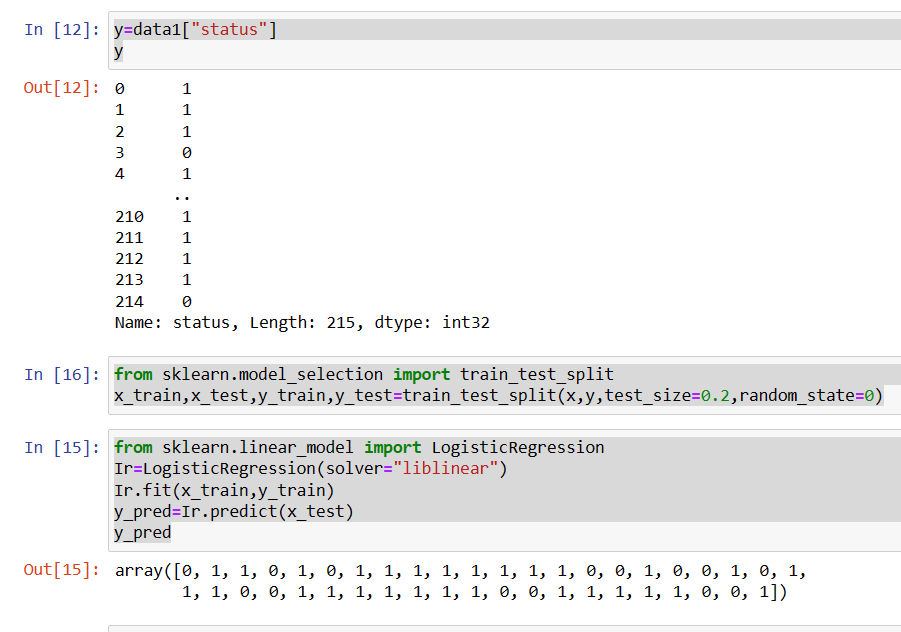 In [12]: y=data1["status"]
y
Out[12]: 0 1
1 1
2 1
3 0
4 1
..
210 1
211 1
212 1
213 1
214 0
Name: status, Length: 215, dtype: int32
In [16]: from sklearn.model_selection import train_test_split
x_train,x_test,y_train,y_test=train_test_split(x,y,test_size=0.2,random_state=0)
In [15]: from sklearn.linear_model import LogisticRegression
Ir=LogisticRegression(solver="liblinear")
Ir.fit(x_train,y_train)
y_pred=Ir.predict(x_test)
y_pred
Out[15]: array([0, 1, 1, 0, 1, 0, 1, 1, 1, 1, 1, 1, 1, 1, 0, 0, 1, 0, 0, 1, 0, 1,
1, 1, 0, 0, 1, 1, 1, 1, 1, 1, 1, 0, 0, 1, 1, 1, 1, 1, 0, 0, 1])